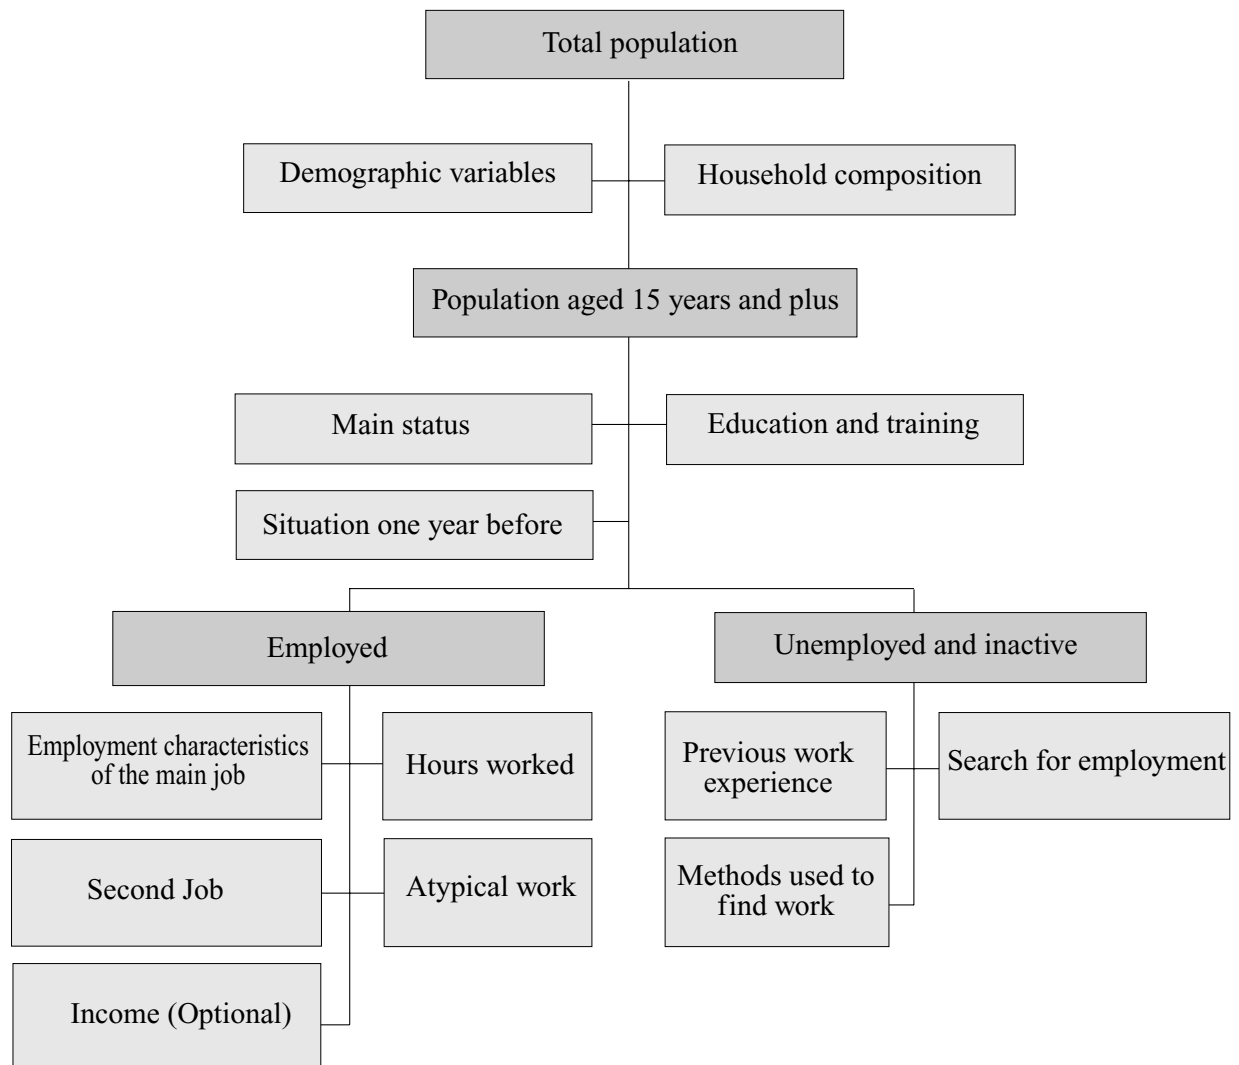 Total population
Demographic variables
Household composition
Population aged 15 years and plus
Main status
Education and training
Situation one year before
Employed
Unemployed and inactive
Employment characteristics
of the main job
Hours worked
Previous work
experience
Search for employment
Second Job
Atypical work
Methods used to
find work
Income (Optional)